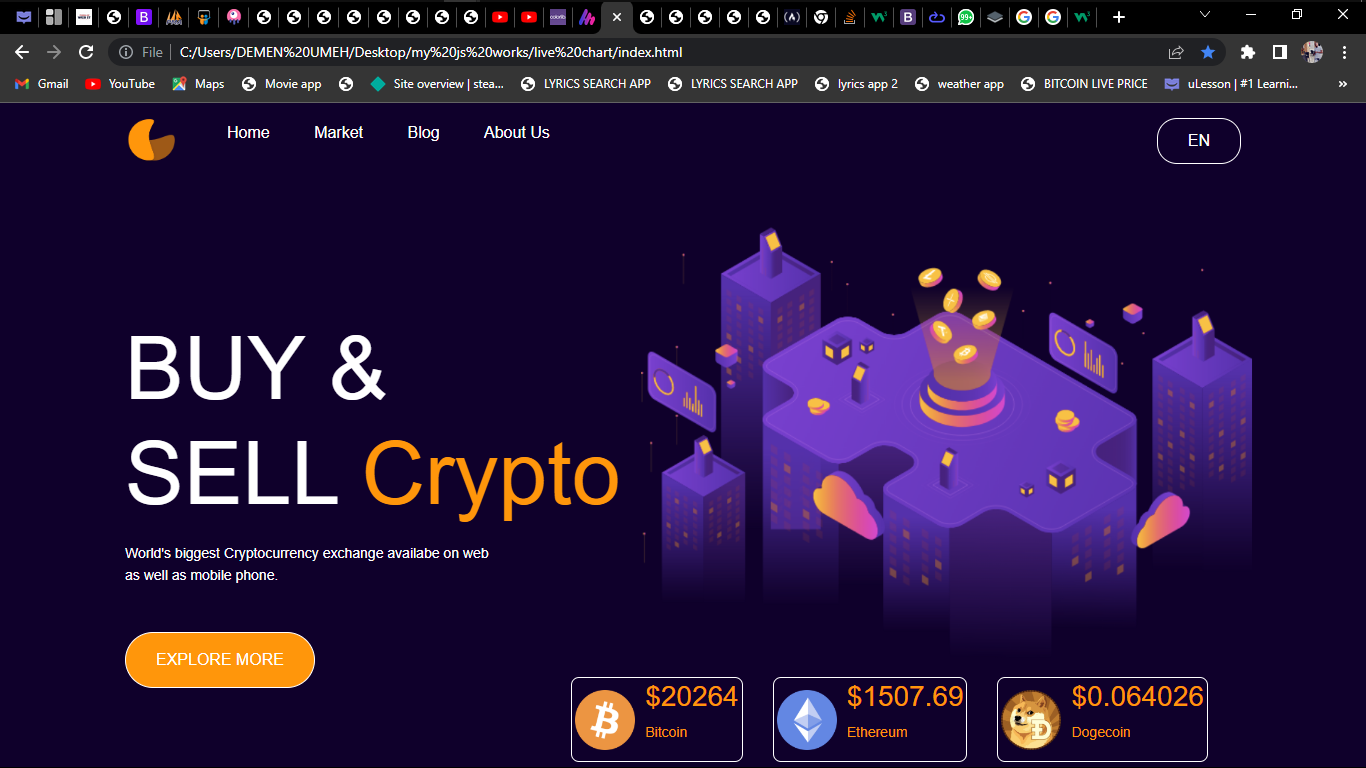 File C:/Users/DEMEN%20UMEH/Desktop/my%20js%20works/live%20chart/index.html
Gmail YouTube Maps Movie app Site overview | stea... LYRICS SEARCH APP LYRICS SEARCH APP lyrics app 2 weather app BITCOIN LIVE PRICE uLesson | #1 Learni... »
Home Market Blog About Us EN
BUY &
SELL Crypto
World's biggest Cryptocurrency exchange availabe on web
as well as mobile phone.
EXPLORE MORE
$20264
Bitcoin
$1507.69
Ethereum
$0.064026
Dogecoin